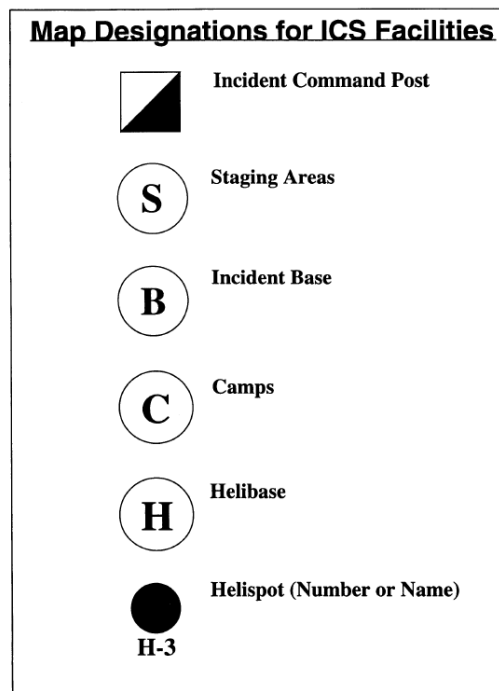 Map Designations for ICS Facilities
Incident Command Post
S
Staging Areas
B
Incident Base
C
Camps
H
Helibase
Helispot (Number or Name)
H-3